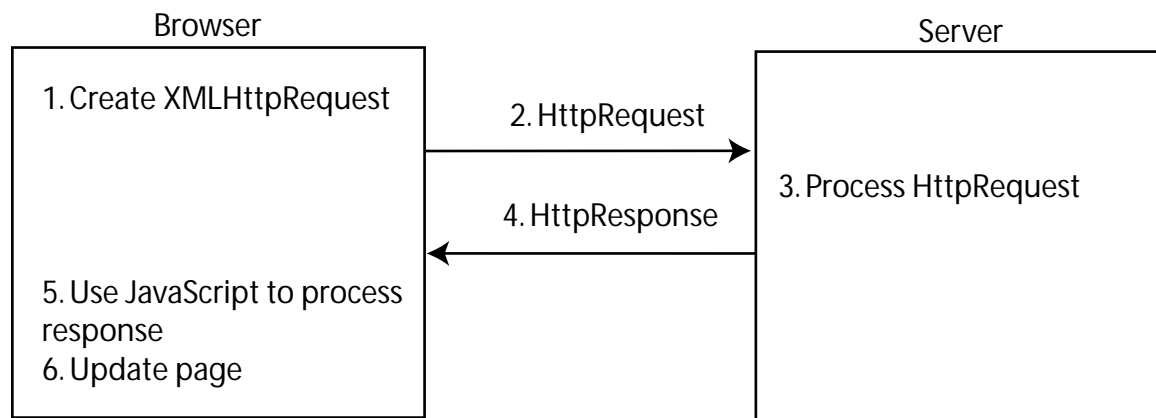 Browser
Server
1. Create XMLHttpRequest
2. HttpRequest
3. Process HttpRequest
4. HttpResponse
5. Use JavaScript to process
response
6. Update page